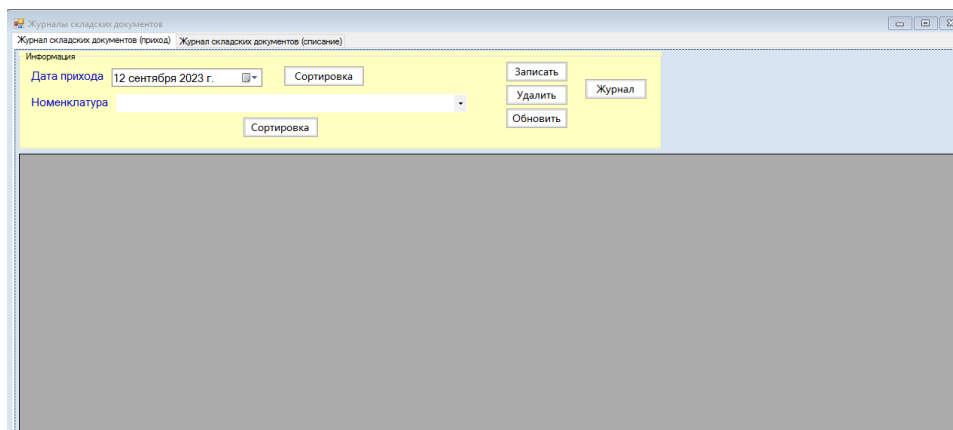 Журналы складских документов
Журнал складских документов (приход) Журнал складских документов (списание)
Информация
Дата прихода 12 сентября 2023 г. Сортировка Записать
Удалить Журнал
Номенклатура
Обновить
Сортировка